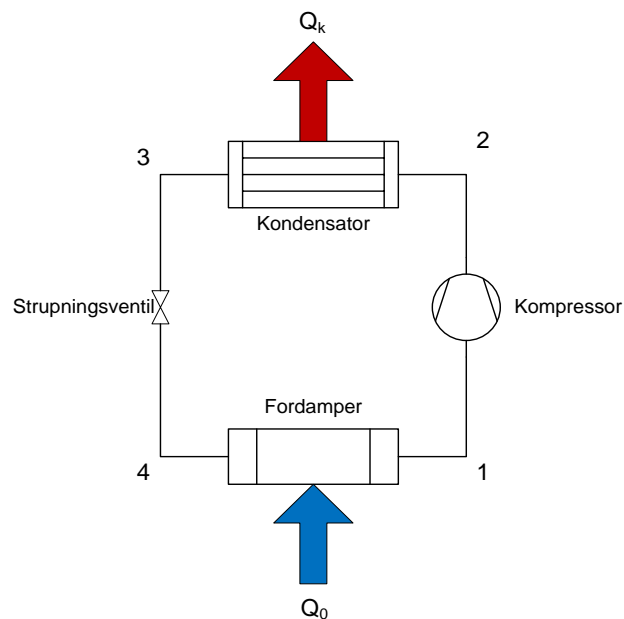 Qk
3
2
Kondensator
Strupningsventil
Kompressor
Fordamper
4
1
Q0